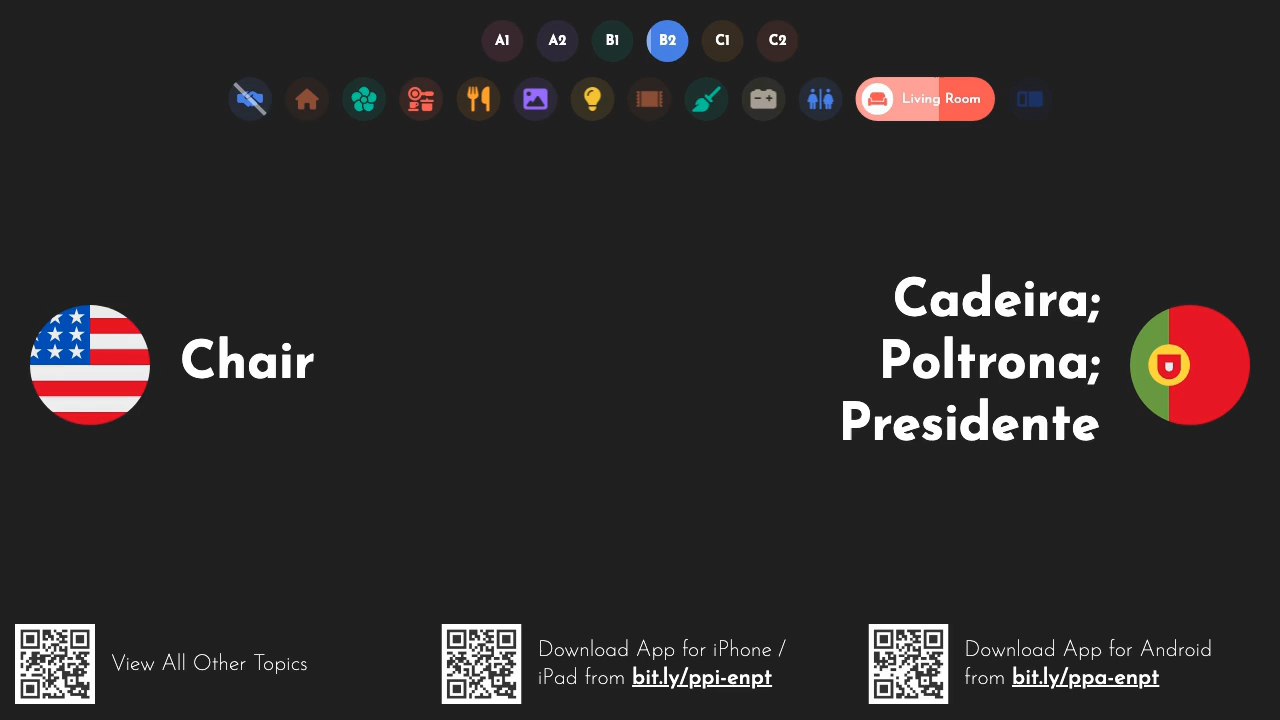 A1 A2 B1 B2 C1 C2
Living Room
Chair
Cadeira;
Poltrona;
Presidente
View All Other Topics
Download App for iPhone /
iPad from bit.ly/ppi-enpt
Download App for Android
from bit.ly/ppa-enpt